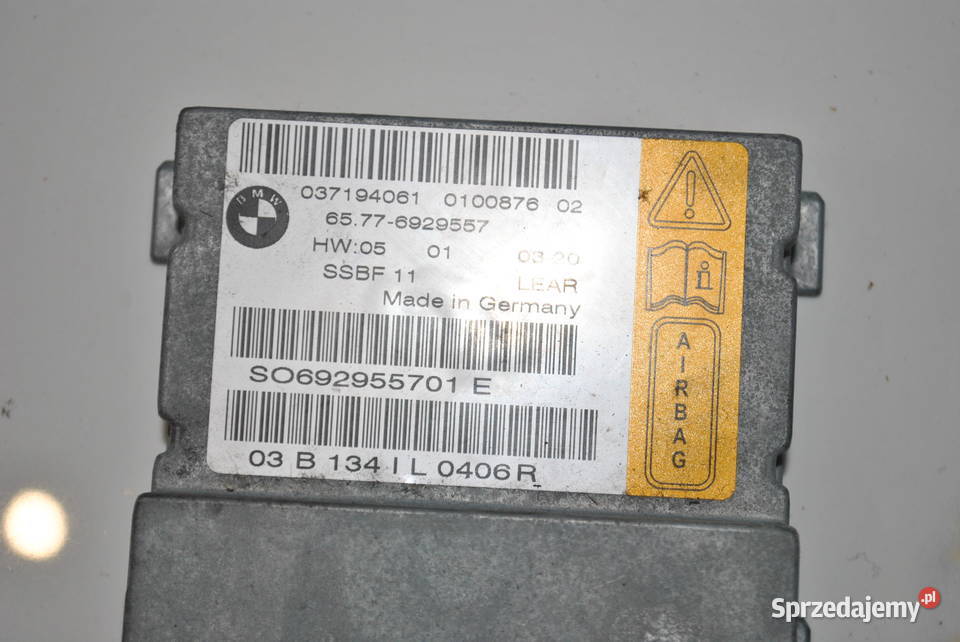 037194061 0100876 02
BMW
65.77-6929557
HW:05 01 03 20
SSBF 11 LEAR
Made in Germany
SO692955701 E
03 B 134 I L 0406 R
i
AIRBAG
Sprzedajemy.pl